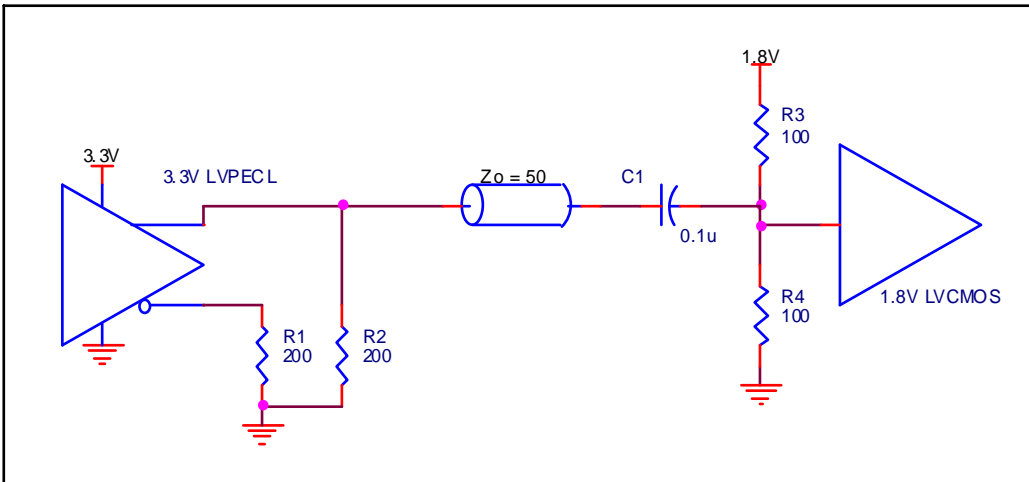 1.8V
R3
100
3.3V
3.3V LVPECL
Zo = 50
C1
0.1u
1.8V LVCMOS
R1
200
R2
200
R4
100